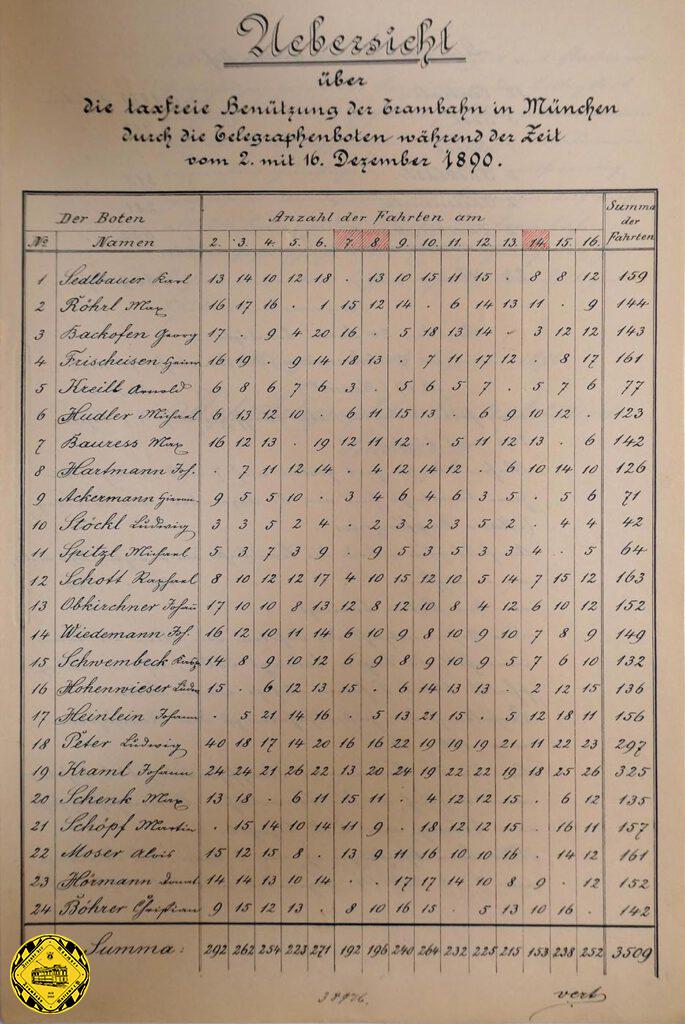 Uebersicht
über
die taxfreie Benützung der Trambahn in München
durch die Telegraphenboten während der Zeit
vom 2. mit 16. Dezember 1890.
Der Boten Anzahl der Fahrten am Summa der Fahrten
No Namen 2. 3. 4. 5. 6. 7. 8. 9. 10. 11. 12. 13. 14. 15. 16.
1 Sedlbauer Karl 13 14 10 12 18 . 13 10 15 11 15 . 8 8 12 159
2 Röhrl Max 16 17 16 . 1 15 12 14 . 6 14 13 11 . 9 144
3 Backofen Georg 17 . 9 4 20 16 . 5 18 13 14 . 3 12 12 143
4 Frischeisen Heinr 16 19 . 9 14 18 13 . 7 11 17 12 . 8 17 161
5 Kreilt Arnold 6 8 6 7 6 3 . 5 6 5 7 . 5 7 6 77
6 Hudler Michael 6 13 12 10 . 6 11 15 13 . 6 9 10 12 . 123
7 Bauress Max 16 12 13 . 19 12 11 12 . 5 11 12 13 . 6 142
8 Hartmann Joh. . 7 11 12 14 . 4 12 14 12 . 6 10 14 10 126
9 Ackermann Hieron. 9 5 5 10 . 3 4 6 4 6 3 5 . 5 6 71
10 Stöckl Ludwig 3 3 5 2 4 . 2 3 2 3 5 2 . 4 4 42
11 Spitzl Michael 5 3 7 3 9 . 9 5 3 5 3 3 4 . 5 64
12 Schott Raphael 8 10 12 12 17 4 10 15 12 10 5 14 7 15 12 163
13 Obkirchner Johann 17 10 10 8 13 12 8 12 10 8 4 12 6 10 12 152
14 Wiedemann Joh. 16 12 10 11 14 6 10 9 8 10 9 10 7 8 9 149
15 Schwembeck Kasp 14 8 9 10 12 6 9 8 9 10 9 5 7 6 10 132
16 Hohenwieser Ludw 15 . 6 12 13 15 . 6 14 13 13 . 2 12 15 136
17 Heinlein Johann . 5 21 14 16 . 5 13 21 15 . 5 12 18 11 156
18 Peter Ludwig 40 18 17 14 20 16 16 22 19 19 19 21 11 22 23 297
19 Kraml Johann 24 24 21 26 22 13 20 24 19 22 22 19 18 25 26 325
20 Schenk Max 13 18 . 6 11 15 11 . 4 12 12 15 . 6 12 135
21 Schöpf Martin . 15 14 10 14 11 9 . 18 12 12 15 . 16 11 157
22 Moser Alois 15 12 15 8 . 13 9 11 16 10 10 16 . 14 12 161
23 Hörmann Donat 14 14 13 10 14 . . 17 17 14 10 8 9 . 12 152
24 Böhrer Christian 9 15 12 13 . 8 10 16 15 . 5 13 10 16 . 142
Summa: 292 262 254 223 271 192 196 240 264 232 228 215 153 238 252 3509
vert